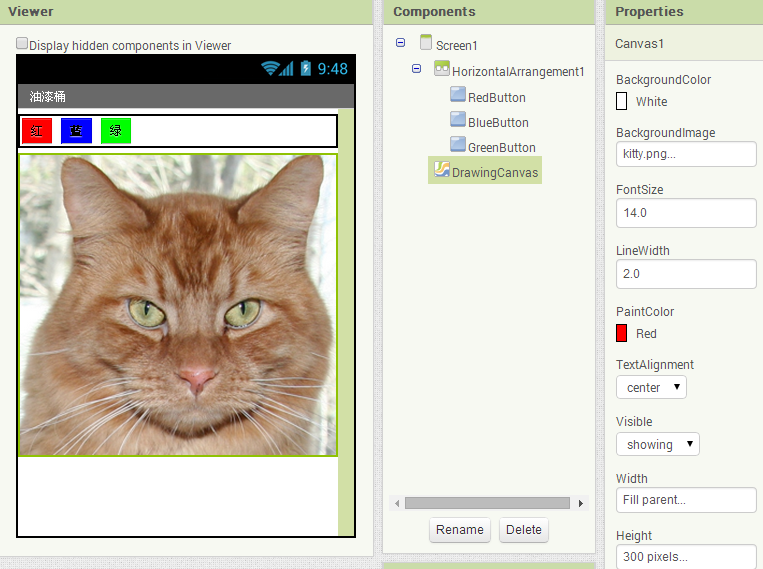 Viewer
Display hidden components in Viewer
9:48
油漆桶
红 蓝 绿
Components
Screen1
HorizontalArrangement1
RedButton
BlueButton
GreenButton
DrawingCanvas
Rename Delete
Properties
Canvas1
BackgroundColor
White
BackgroundImage
kitty.png...
FontSize
14.0
LineWidth
2.0
PaintColor
Red
TextAlignment
center
Visible
showing
Width
Fill parent...
Height
300 pixels...